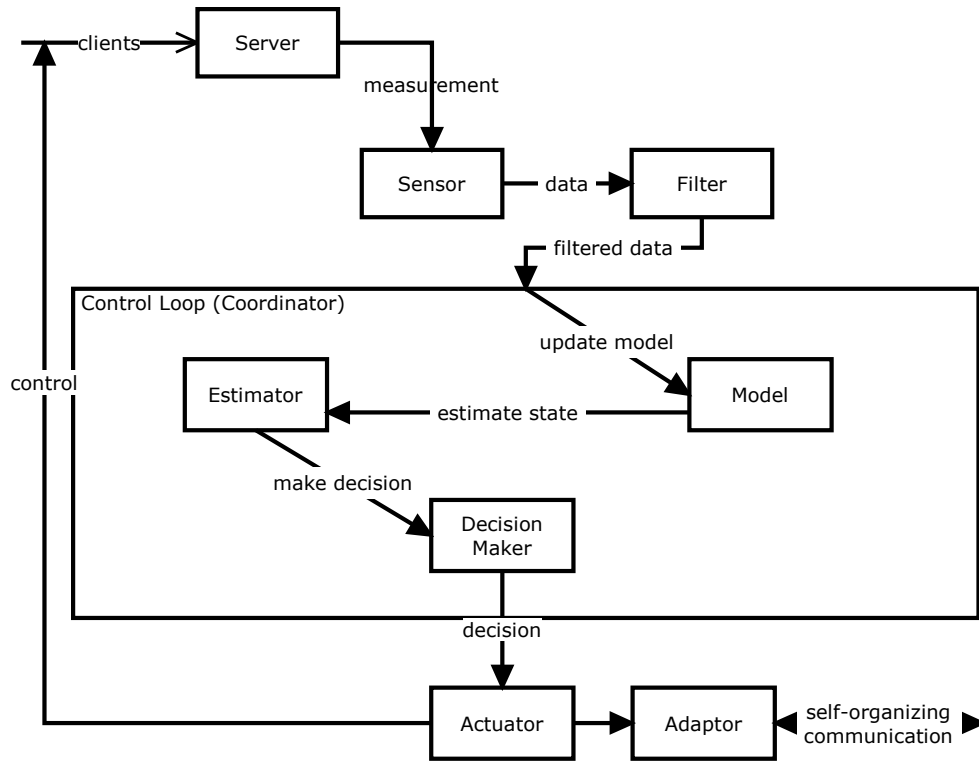 clients
Server
measurement
Sensor
data
Filter
filtered data
Control Loop (Coordinator)
update model
control
Estimator
estimate state
Model
make decision
Decision
Maker
decision
Actuator
Adaptor
self-organizing
communication